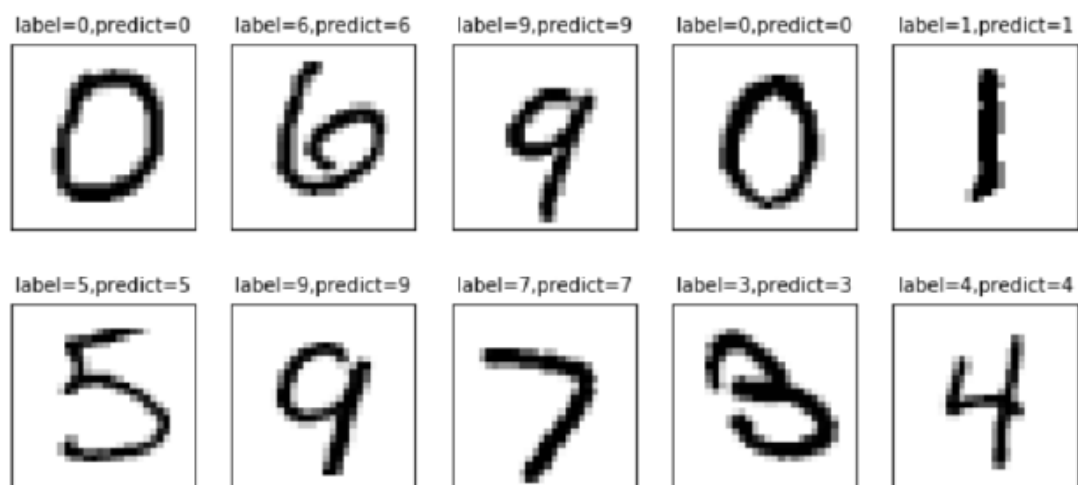 label=0,predict=0 label=6,predict=6 label=9,predict=9 label=0,predict=0 label=1,predict=1
0 6 9 0 1
label=5,predict=5 label=9,predict=9 label=7,predict=7 label=3,predict=3 label=4,predict=4
5 9 7 3 4